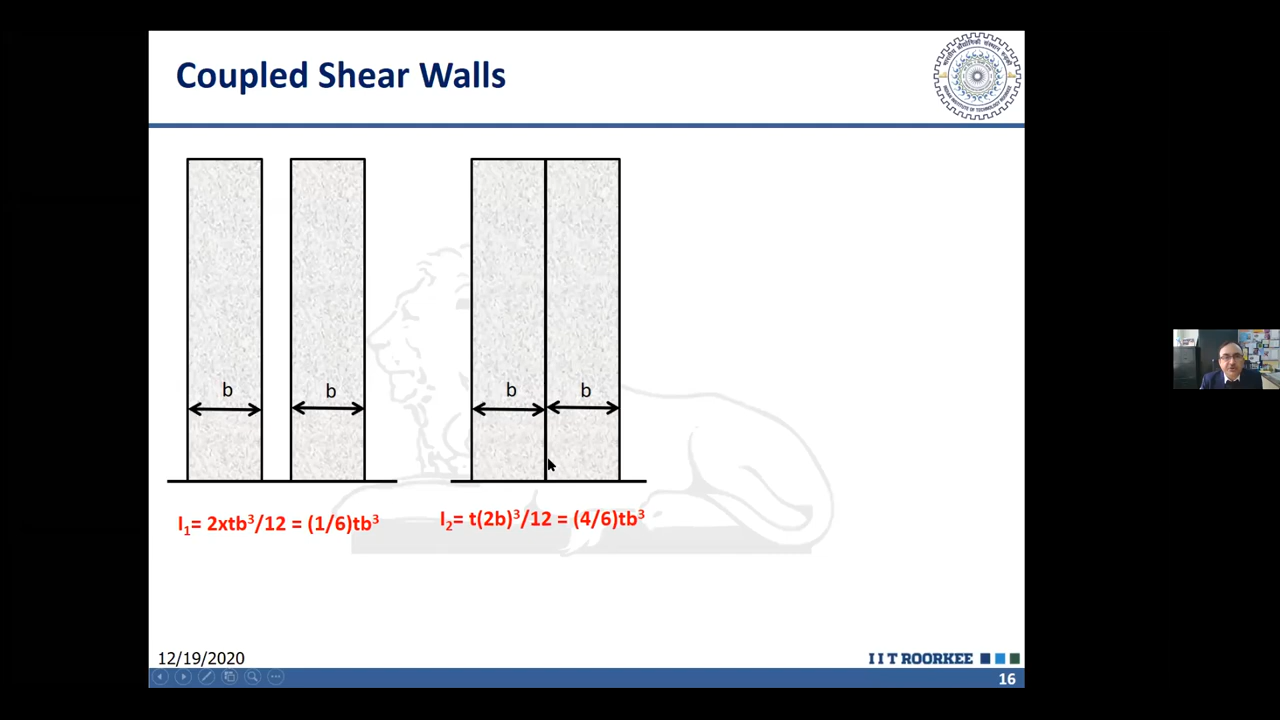 Coupled Shear Walls
b
b
b
b
I₁= 2xtb³/12 = (1/6)tb³
I₂= t(2b)³/12 = (4/6)tb³
12/19/2020
I I T ROORKEE
16